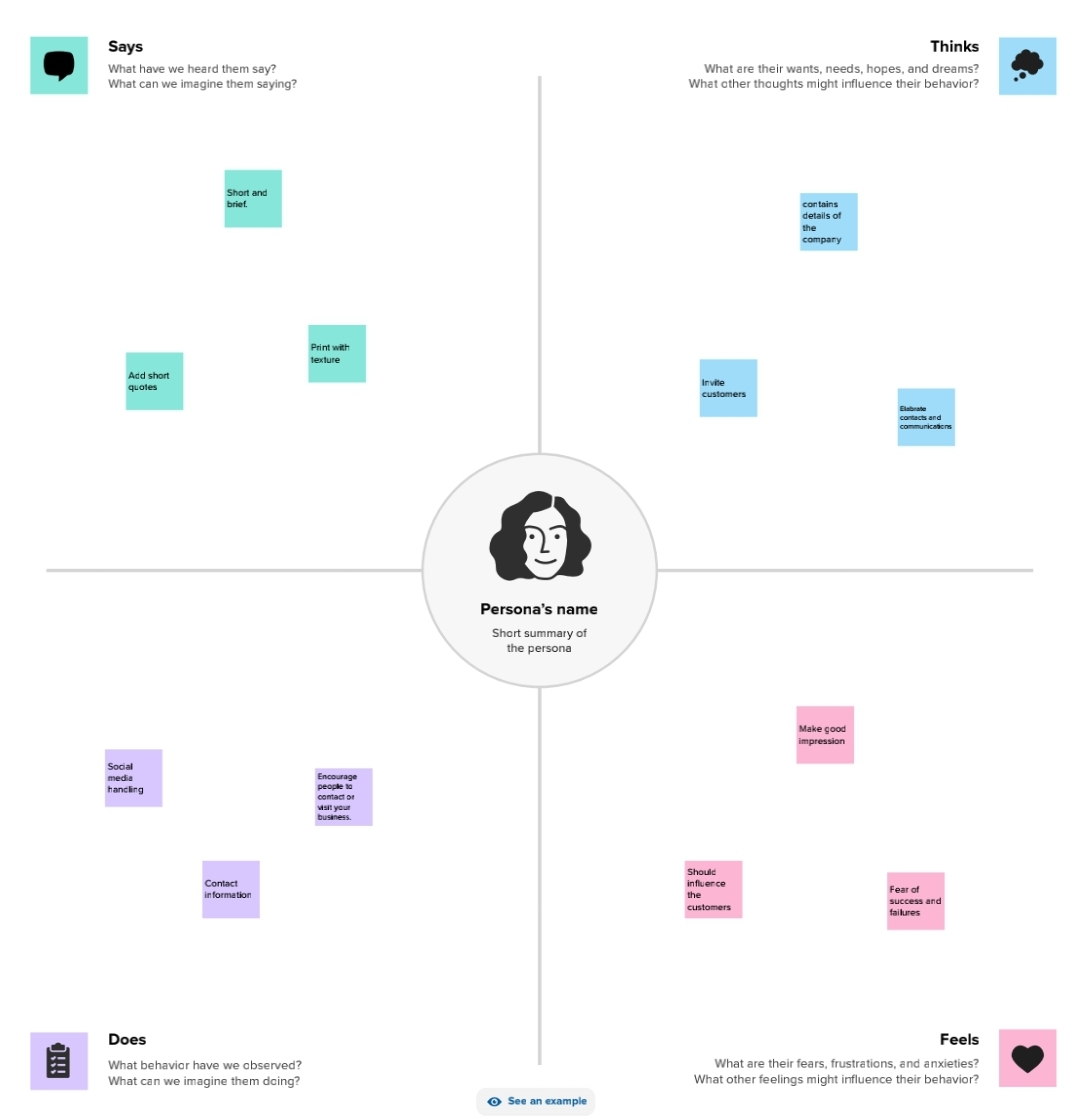 Says
What have we heard them say?
What can we imagine them saying?
Thinks
What are their wants, needs, hopes, and dreams?
What other thoughts might influence their behavior?
Short and
brief.
Add short
quotes
Print with
texture
contains
details of
the
company
Invite
customers
Elabrate
contacts and
communications
Persona's name
Short summary of
the persona
Social
media
handling
Encourage
people to
contact or
visit your
business.
Contact
information
Make good
impression
Should
influence
the
customers
Fear of
success and
failures
Does
What behavior have we observed?
What can we imagine them doing?
Feels
What are their fears, frustrations, and anxieties?
What other feelings might influence their behavior?
See an example